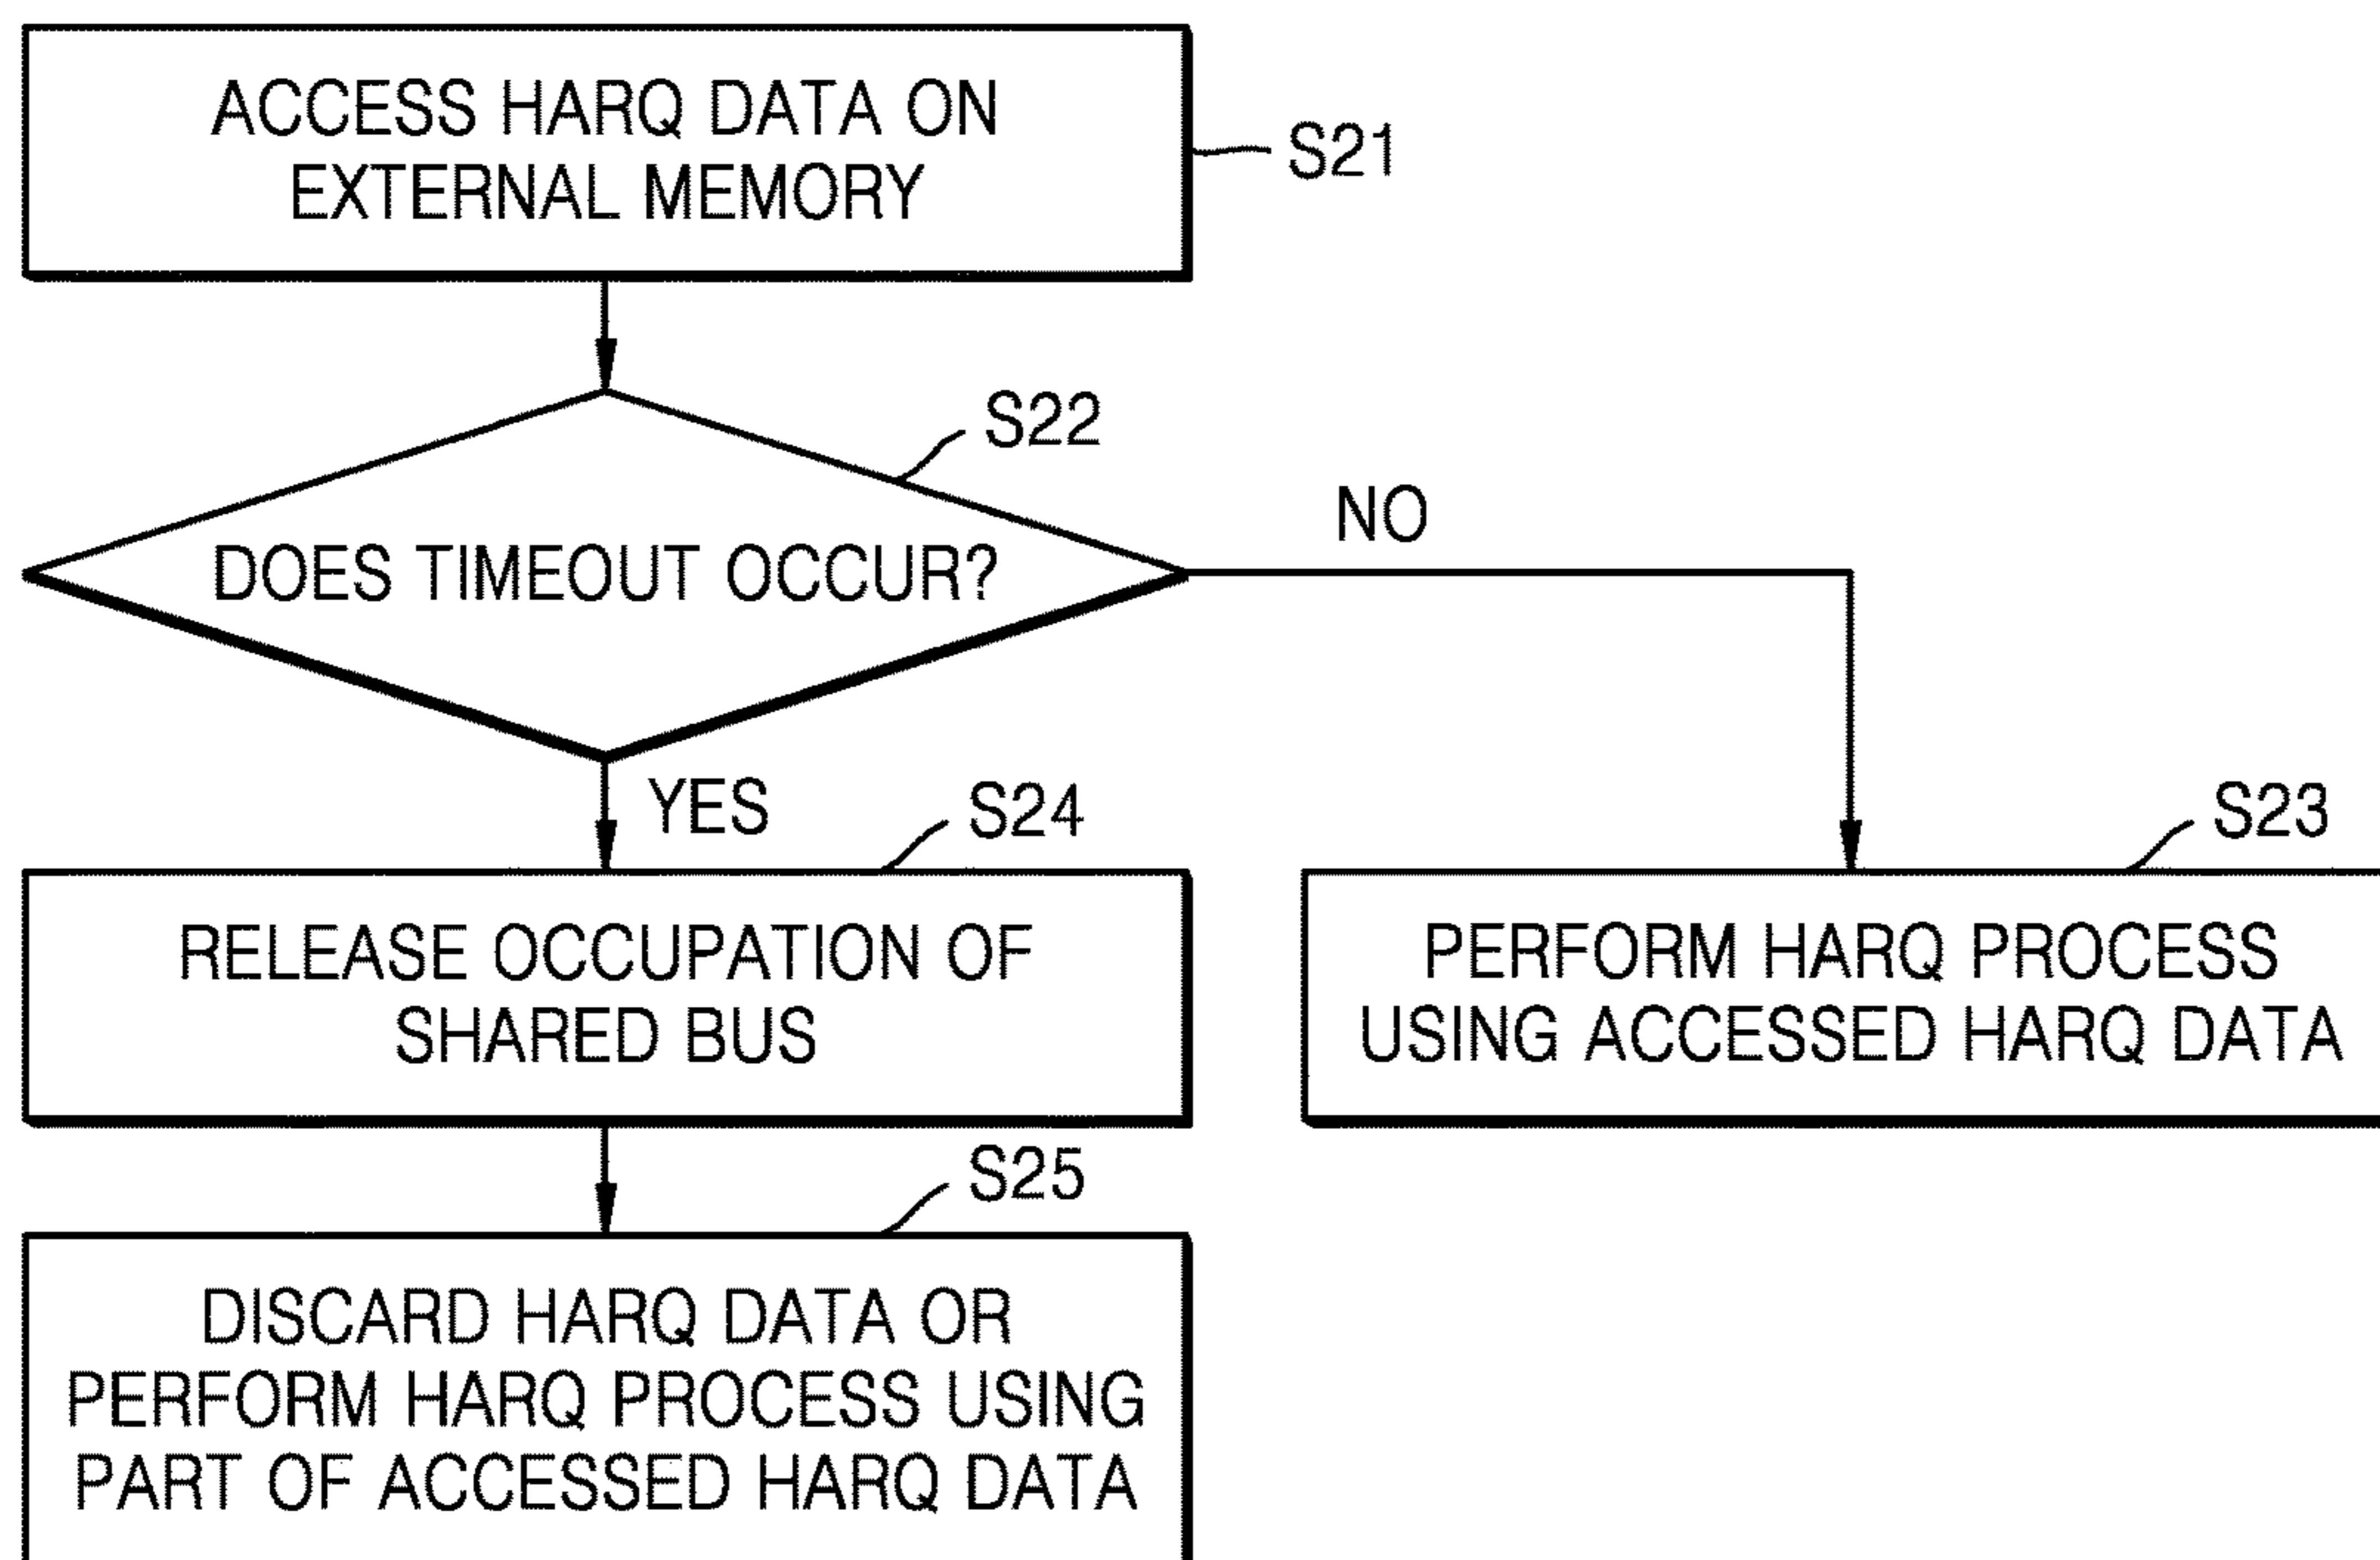 ACCESS HARQ DATA ON
EXTERNAL MEMORY
S21
S22
DOES TIMEOUT OCCUR?
NO
YES
S24
RELEASE OCCUPATION OF
SHARED BUS
S23
PERFORM HARQ PROCESS
USING ACCESSED HARQ DATA
S25
DISCARD HARQ DATA OR
PERFORM HARQ PROCESS USING
PART OF ACCESSED HARQ DATA